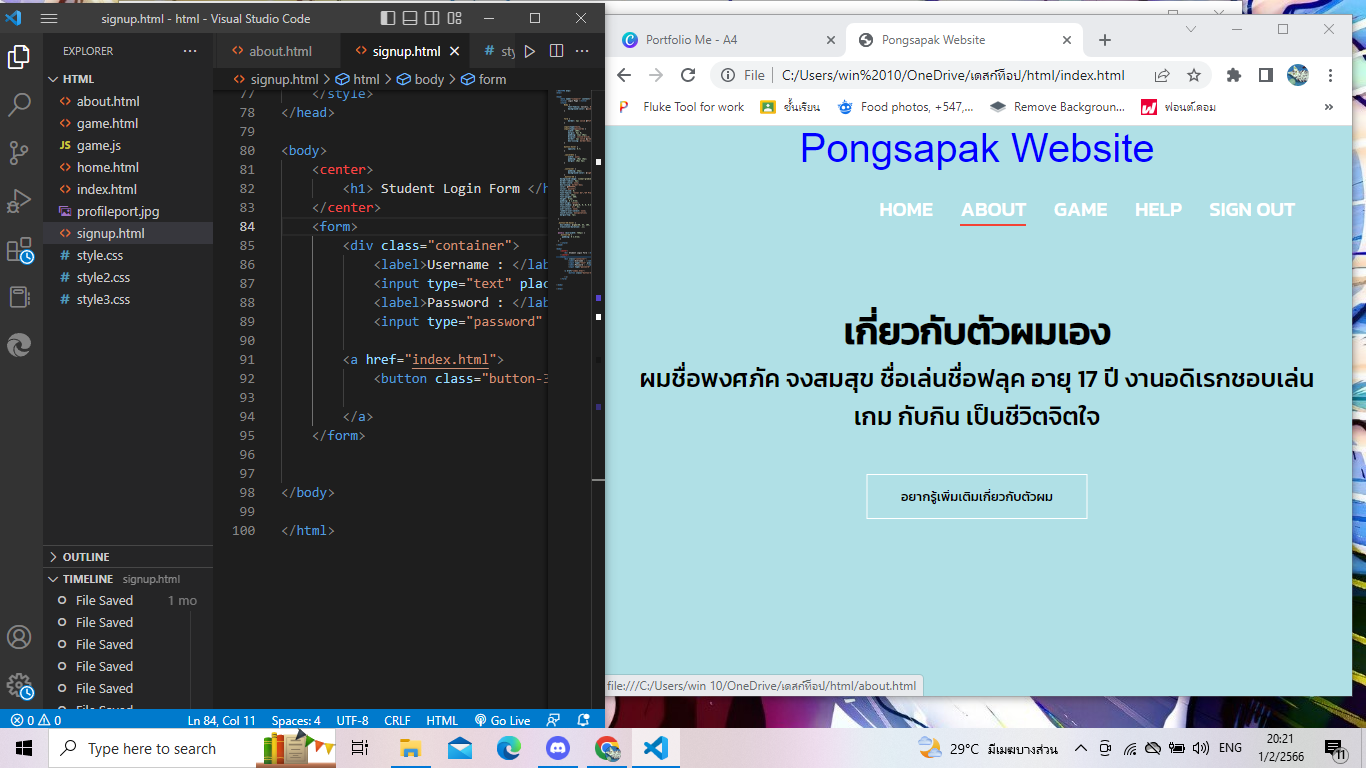 signup.html - html - Visual Studio Code
EXPLORER
HTML
about.html
game.html
game.js
home.html
index.html
profileport.jpg
signup.html
style.css
style2.css
style3.css
OUTLINE
TIMELINE signup.html
File Saved 1 mo
File Saved
File Saved
File Saved
File Saved
about.html signup.html
signup.html > html > body > form
77 </style>
78 </head>
79
80 <body>
81 <center>
82 <h1> Student Login Form </h
83 </center>
84 <form>
85 <div class="container">
86 <label>Username : </lab
87 <input type="text" plac
88 <label>Password : </lab
89 <input type="password"
90
91 <a href="index.html">
92 <button class="button-3
93
94 </a>
95 </form>
96
97
98 </body>
99
100 </html>
0 0 Ln 84, Col 11 Spaces: 4 UTF-8 CRLF HTML Go Live
Portfolio Me - A4 Pongsapak Website
File C:/Users/win%2010/OneDrive/เดสก์ท็อป/html/index.html
Fluke Tool for work ชั้นเรียน Food photos, +547,... Remove Backgroun... ฟอนต์.คอม »
Pongsapak Website
HOME ABOUT GAME HELP SIGN OUT
เกี่ยวกับตัวผมเอง
ผมชื่อพงศภัค จงสมสุข ชื่อเล่นชื่อฟลุค อายุ 17 ปี งานอดิเรกชอบเล่น
เกม กับกิน เป็นชีวิตจิตใจ
อยากรู้เพิ่มเติมเกี่ยวกับตัวผม
file:///C:/Users/win 10/OneDrive/เดสก์ท็อป/html/about.html
Type here to search
29°C มีเมฆบางส่วน ENG
20:21
1/2/2566
11